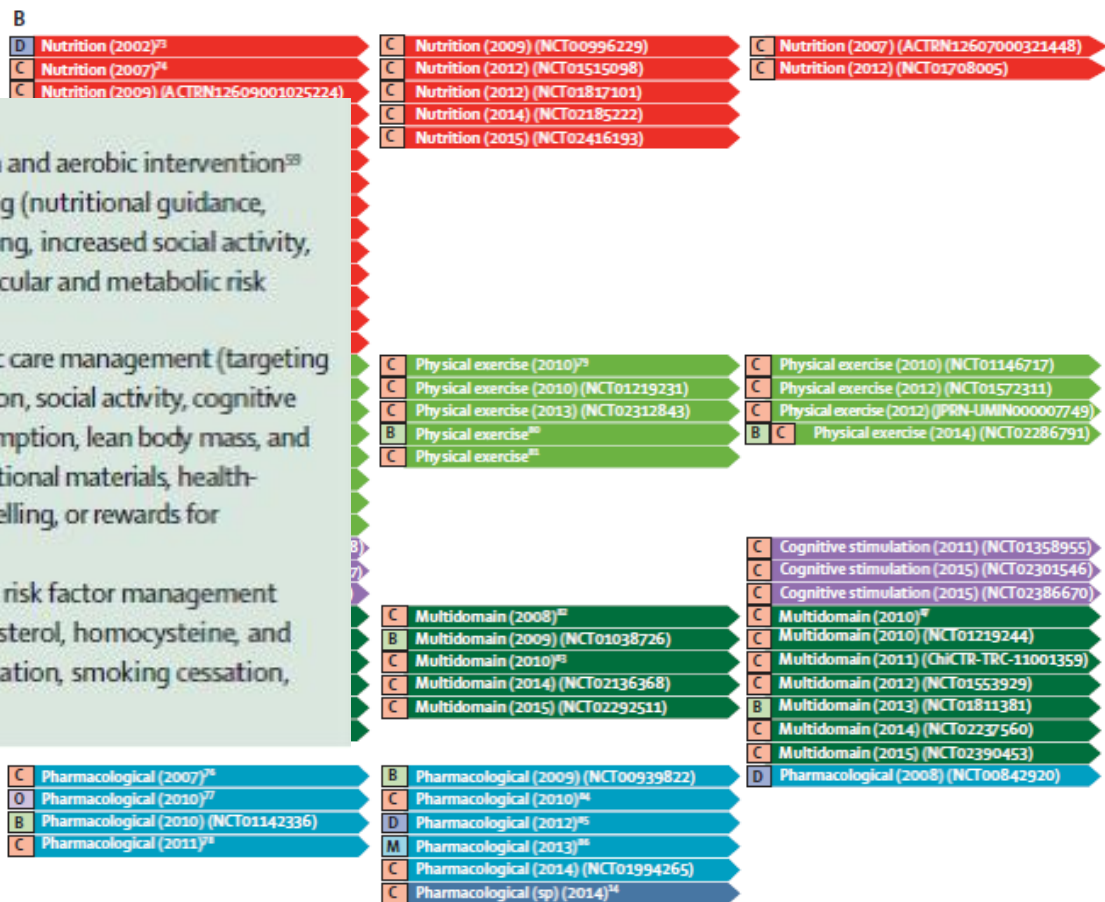 B
D Nutrition (2002)⁷³
C Nutrition (2007)⁷⁴
C Nutrition (2009) (ACTRN12609001025224)
n and aerobic intervention⁵⁹
g (nutritional guidance,
ng, increased social activity,
cular and metabolic risk
c care management (targeting
on, social activity, cognitive
mption, lean body mass, and
tional materials, health-
elling, or rewards for
risk factor management
sterol, homocysteine, and
ation, smoking cessation,
8)
7)
)
C Pharmacological (2007)⁷⁶
O Pharmacological (2010)⁷⁷
B Pharmacological (2010) (NCT01142336)
C Pharmacological (2011)⁷⁸
C Nutrition (2009) (NCT00996229)
C Nutrition (2012) (NCT01515098)
C Nutrition (2012) (NCT01817101)
C Nutrition (2014) (NCT02185222)
C Nutrition (2015) (NCT02416193)
C Physical exercise (2010)⁷⁹
C Physical exercise (2010) (NCT01219231)
C Physical exercise (2013) (NCT02312843)
B Physical exercise⁸⁰
C Physical exercise⁸¹
C Multidomain (2008)⁸²
B Multidomain (2009) (NCT01038726)
C Multidomain (2010)⁸³
C Multidomain (2014) (NCT02136368)
C Multidomain (2015) (NCT02292511)
B Pharmacological (2009) (NCT00939822)
C Pharmacological (2010)⁸⁴
D Pharmacological (2012)⁸⁵
M Pharmacological (2013)⁸⁶
C Pharmacological (2014) (NCT01994265)
C Pharmacological (sp) (2014)¹⁴
C Nutrition (2007) (ACTRN12607000321448)
C Nutrition (2012) (NCT01708005)
C Physical exercise (2010) (NCT01146717)
C Physical exercise (2012) (NCT01572311)
C Physical exercise (2012) (JPRN-UMIN000007749)
B C Physical exercise (2014) (NCT02286791)
C Cognitive stimulation (2011) (NCT01358955)
C Cognitive stimulation (2015) (NCT02301546)
C Cognitive stimulation (2015) (NCT02386670)
C Multidomain (2010)⁸⁷
C Multidomain (2010) (NCT01219244)
C Multidomain (2011) (ChiCTR-TRC-11001359)
C Multidomain (2012) (NCT01553929)
B Multidomain (2013) (NCT01811381)
C Multidomain (2014) (NCT02237560)
C Multidomain (2015) (NCT02390453)
D Pharmacological (2008) (NCT00842920)